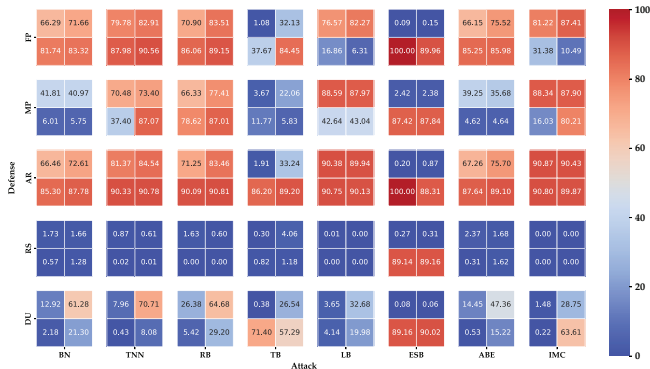 66.29 71.66 79.78 82.91 70.90 83.51 1.08 32.13 76.57 82.27 0.09 0.15 66.15 75.52 81.22 87.41 100
FP
81.74 83.32 87.98 90.56 86.06 89.15 37.67 84.45 16.86 6.31 100.00 89.96 85.25 85.98 31.38 10.49
80
41.81 40.97 70.48 73.40 66.33 77.41 3.67 22.06 88.59 87.97 2.42 2.38 39.25 35.68 88.34 87.90
MP
6.01 5.75 37.40 87.07 78.62 87.01 11.77 5.83 42.64 43.04 87.42 87.84 4.62 4.64 16.03 80.21
60
66.46 72.61 81.37 84.54 71.25 83.46 1.91 33.24 90.38 89.94 0.20 0.87 67.26 75.70 90.87 90.43
Defense
AR
85.30 87.78 90.33 90.78 89.09 90.81 86.20 89.20 90.75 90.13 100.00 88.31 87.64 89.10 90.80 89.87
40
1.73 1.66 0.87 0.61 1.63 0.60 0.30 4.06 0.01 0.00 0.27 0.31 2.37 1.68 0.00 0.00
RS
0.57 1.28 0.02 0.01 0.00 0.00 0.82 1.18 0.00 0.00 89.14 89.16 0.31 1.62 0.00 0.00
20
12.92 61.28 7.96 70.71 26.38 64.68 0.38 26.54 3.65 32.68 0.08 0.06 14.45 47.36 1.48 28.75
DU
2.18 21.30 0.43 8.08 5.42 29.20 71.40 57.29 4.14 19.98 89.16 90.02 0.53 15.22 0.22 63.61
0
BN TNN RB TB LB ESB ABE IMC
Attack